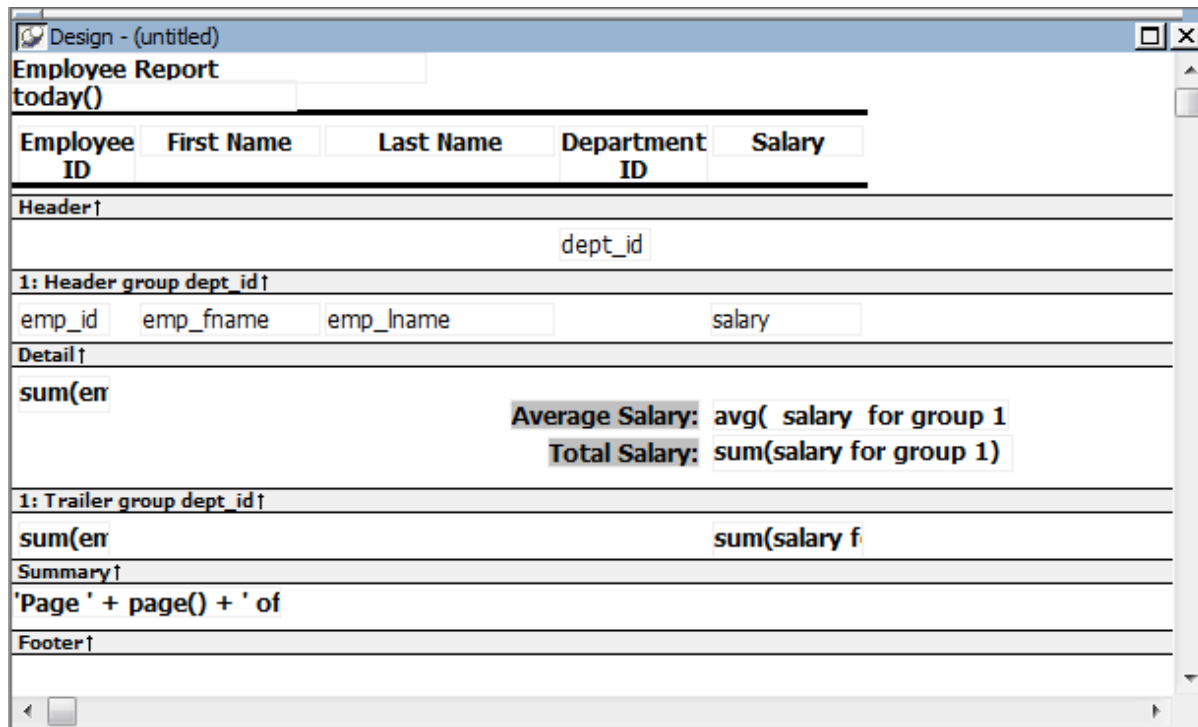 Design - (untitled)
Employee Report
today()
Employee ID First Name Last Name Department ID Salary
Header↑
dept_id
1: Header group dept_id↑
emp_id emp_fname emp_lname salary
Detail↑
sum(em
Average Salary: avg( salary for group 1
Total Salary: sum(salary for group 1)
1: Trailer group dept_id↑
sum(em sum(salary fo
Summary↑
'Page ' + page() + ' of
Footer↑